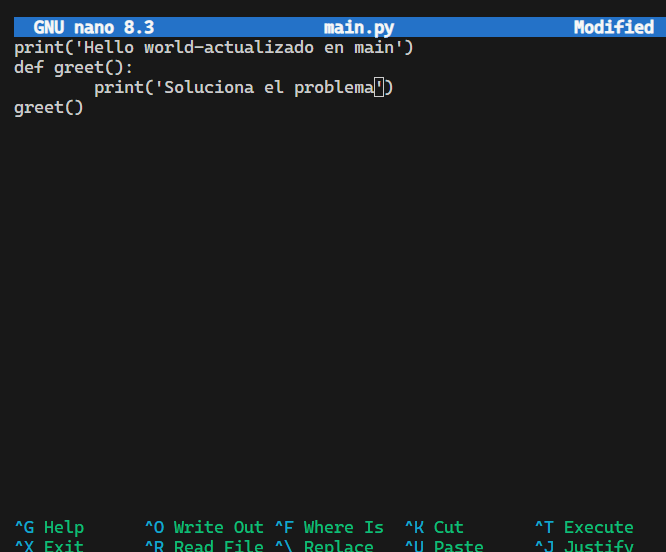 GNU nano 8.3 main.py Modified
print('Hello world-actualizado en main')
def greet():
        print('Soluciona el problema')
greet()
^G Help ^O Write Out ^F Where Is ^K Cut ^T Execute
^X Exit ^R Read File ^\ Replace ^U Paste ^J Justify